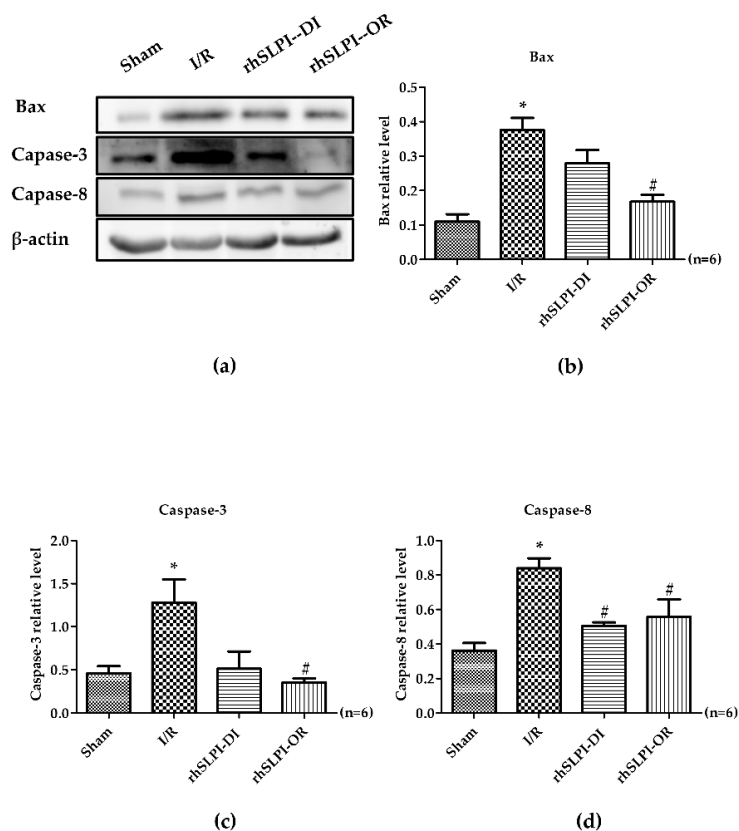 Sham I/R rhSLPI--DI rhSLPI--OR
Bax
Capase-3
Capase-8
β-actin
(a)
Bax
Bax relative level
0.5
0.4
0.3
0.2
0.1
0.0
*
#
Sham I/R rhSLPI-DI rhSLPI-OR
(n=6)
(b)
Caspase-3
Caspase-3 relative level
2.0
1.5
1.0
0.5
0.0
*
#
Sham I/R rhSLPI-DI rhSLPI-OR
(n=6)
(c)
Caspase-8
Caspase-8 relative level
1.0
0.8
0.6
0.4
0.2
0.0
*
# #
Sham I/R rhSLPI-DI rhSLPI-OR
(n=6)
(d)